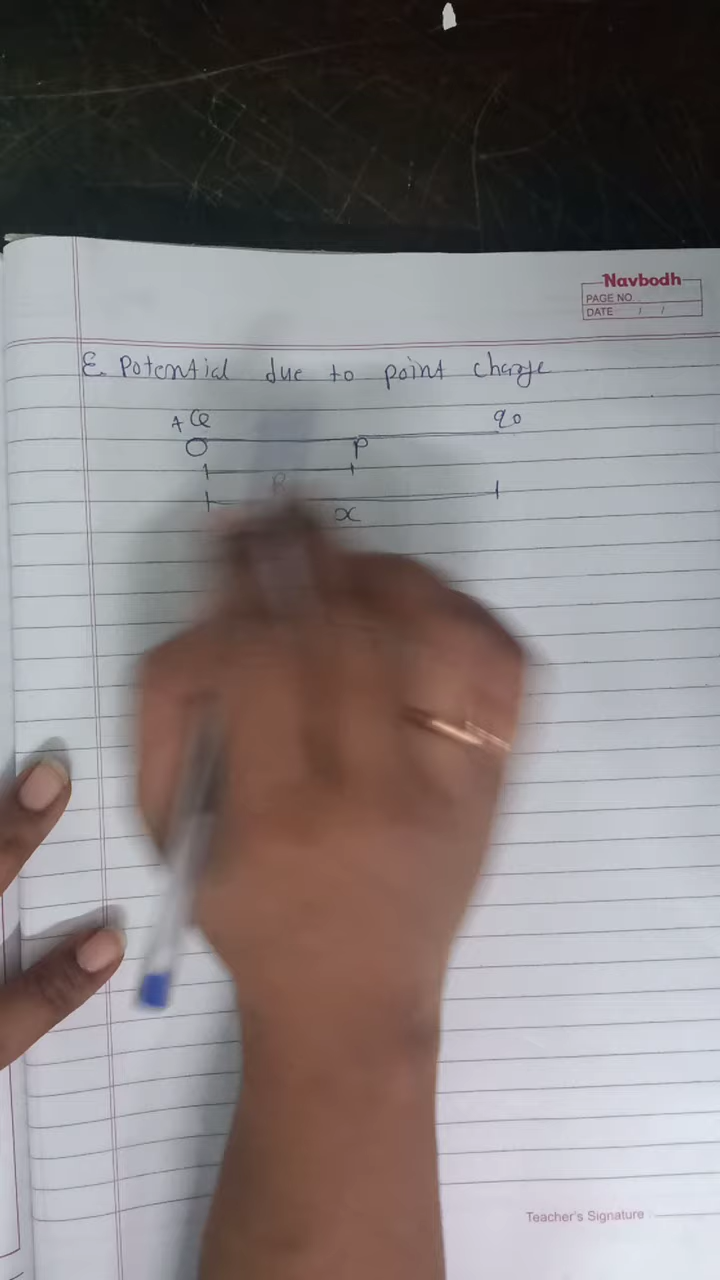 Navbodh
PAGE NO
DATE / /
E. Potential due to point charge
+Q q0
O P
R
x
Teacher's Signature